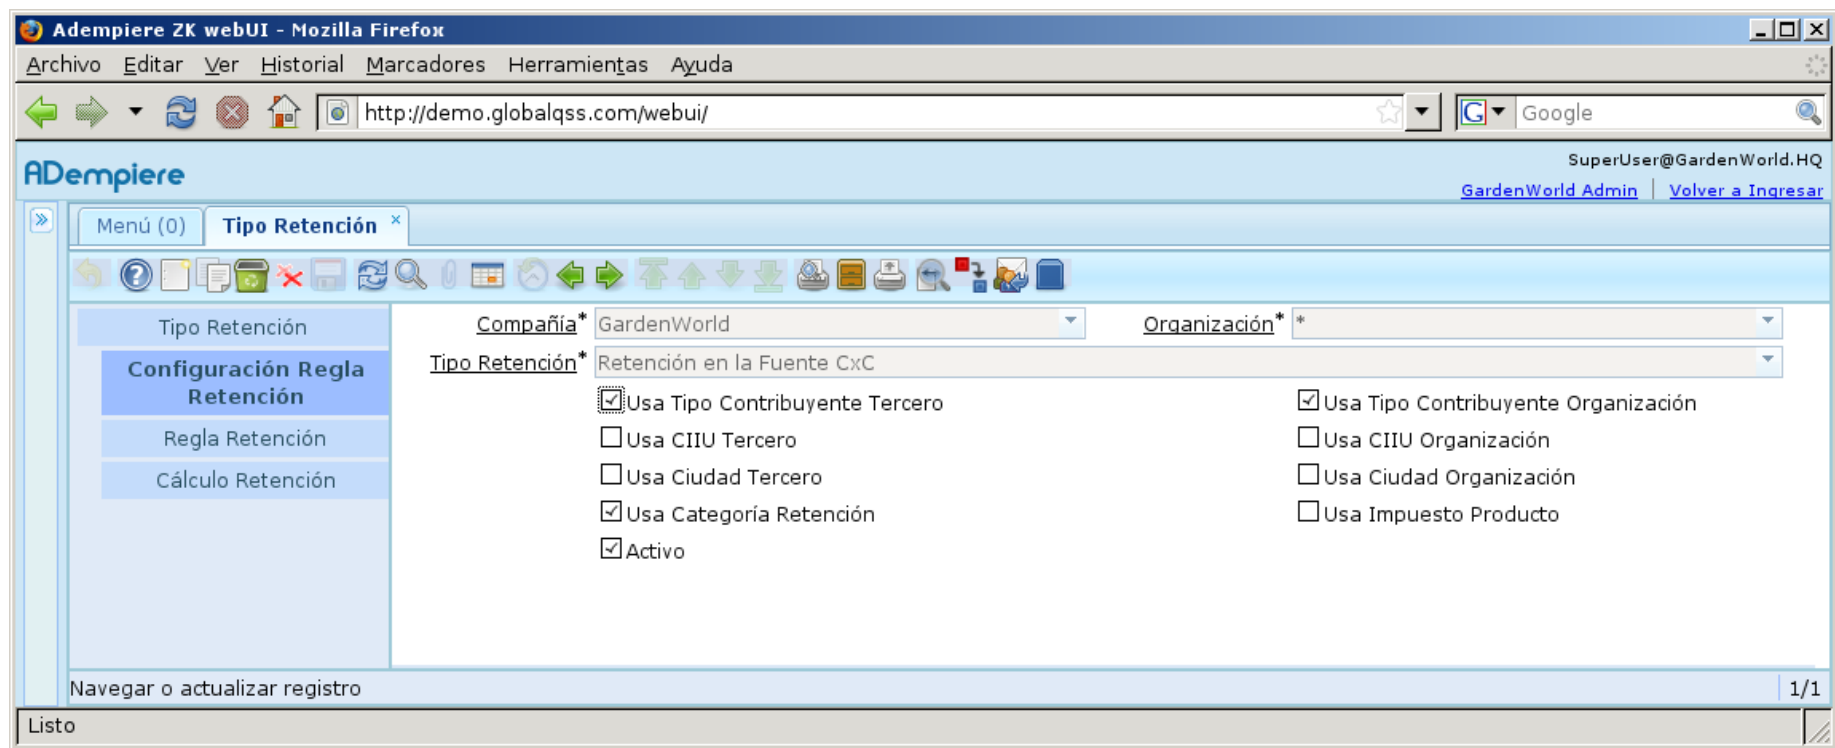 Adempiere ZK webUI - Mozilla Firefox
Archivo Editar Ver Historial Marcadores Herramientas Ayuda
http://demo.globalqss.com/webui/ G Google
ADempiere
SuperUser@GardenWorld.HQ
GardenWorld Admin | Volver a Ingresar
Menú (0) Tipo Retención ×
Tipo Retención
Configuración Regla
Retención
Regla Retención
Cálculo Retención
Compañía* GardenWorld Organización* *
Tipo Retención* Retención en la Fuente CxC
Usa Tipo Contribuyente Tercero Usa Tipo Contribuyente Organización
Usa CIIU Tercero Usa CIIU Organización
Usa Ciudad Tercero Usa Ciudad Organización
Usa Categoría Retención Usa Impuesto Producto
Activo
Navegar o actualizar registro 1/1
Listo